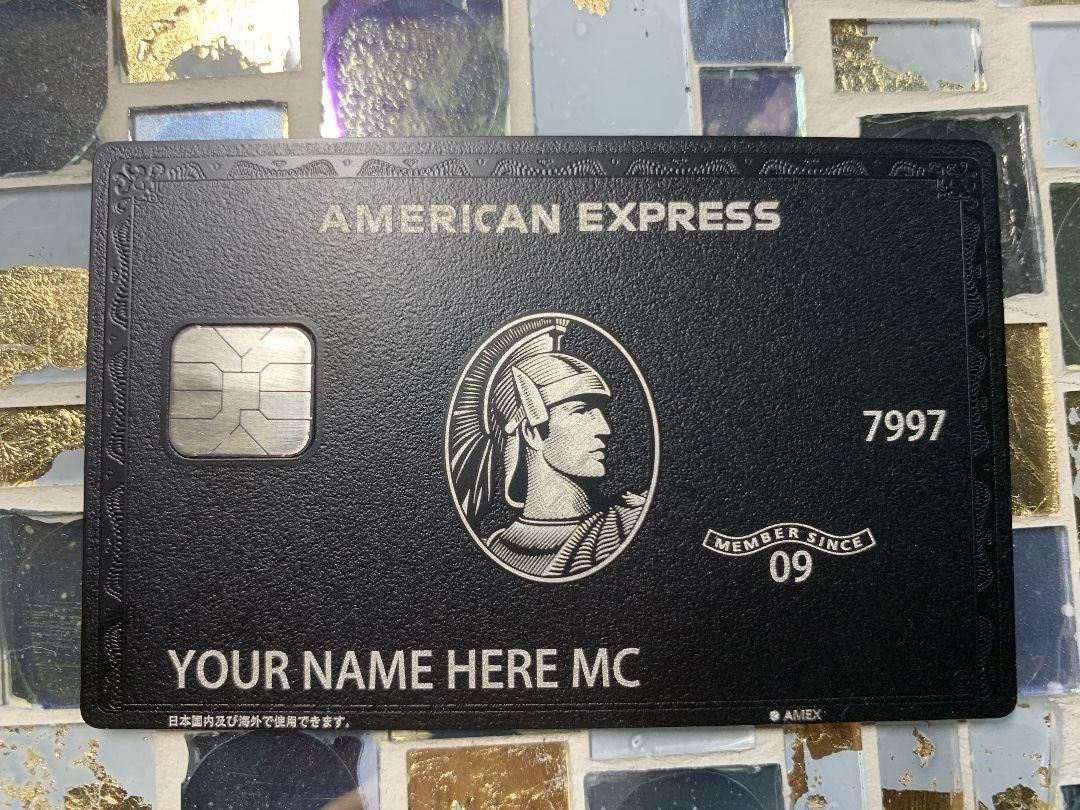 AMERICAN EXPRESS
7997
MEMBER SINCE
09
YOUR NAME HERE MC
日本国内及び海外で使用できます。
® AMEX